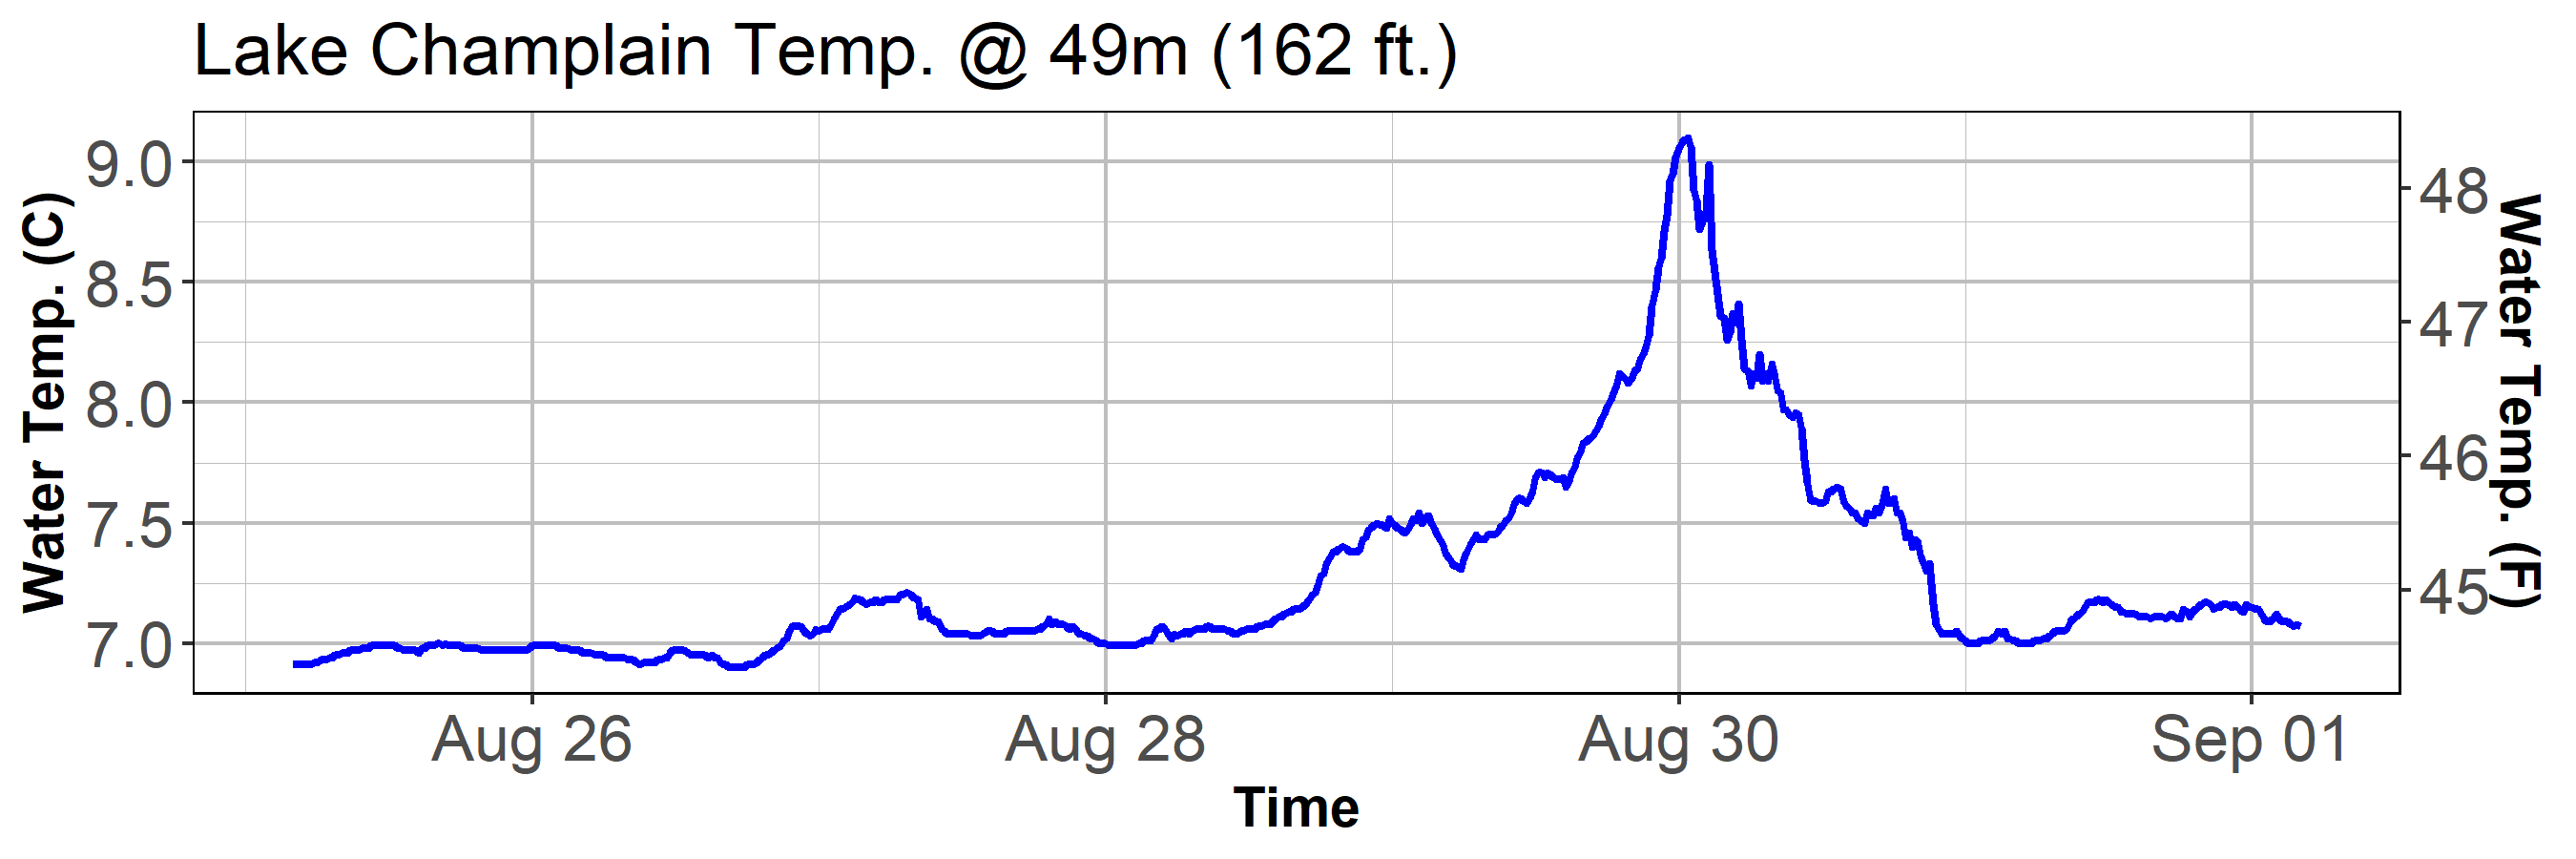 Lake Champlain Temp. @ 49m (162 ft.)
Water Temp. (C)
9.0
8.5
8.0
7.5
7.0
48
47
46
45
Water Temp. (F)
Aug 26 Aug 28 Aug 30 Sep 01
Time